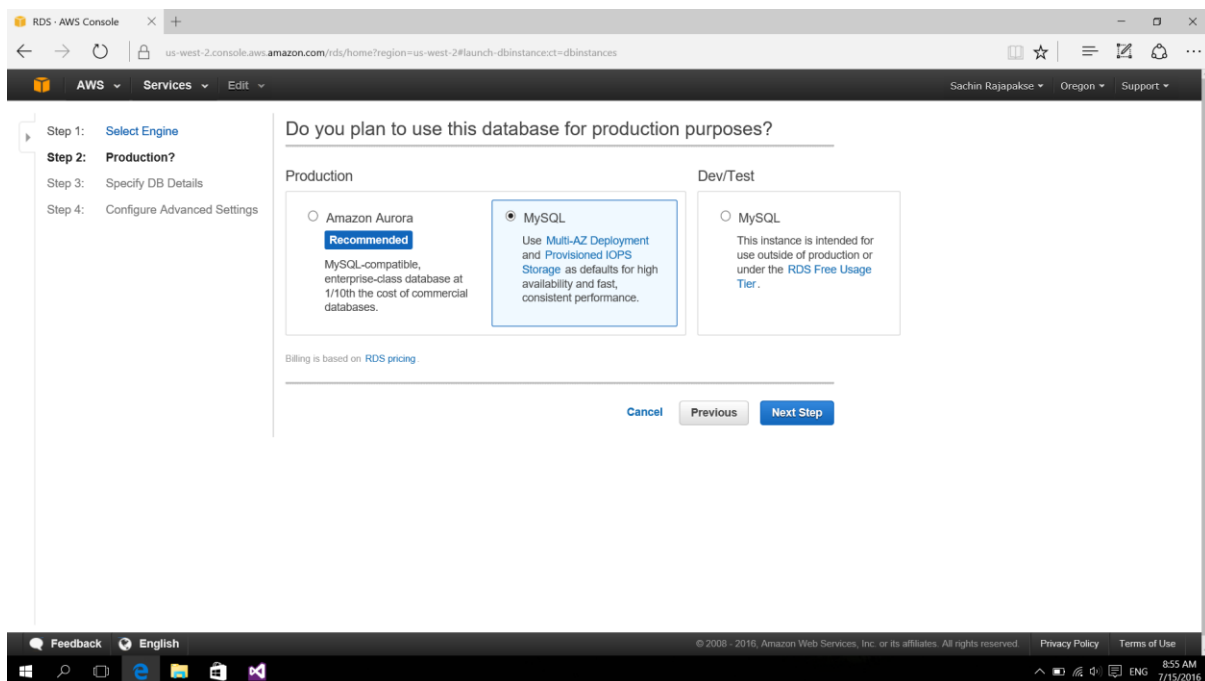 RDS · AWS Console
us-west-2.console.aws.amazon.com/rds/home?region=us-west-2#launch-dbinstance:ct=dbinstances
AWS Services Edit Sachin Rajapakse Oregon Support
Step 1: Select Engine
Step 2: Production?
Step 3: Specify DB Details
Step 4: Configure Advanced Settings
Do you plan to use this database for production purposes?
Production
Amazon Aurora
Recommended
MySQL-compatible,
enterprise-class database at
1/10th the cost of commercial
databases.
MySQL
Use Multi-AZ Deployment
and Provisioned IOPS
Storage as defaults for high
availability and fast,
consistent performance.
Dev/Test
MySQL
This instance is intended for
use outside of production or
under the RDS Free Usage
Tier.
Billing is based on RDS pricing.
Cancel Previous Next Step
Feedback English © 2008 - 2016, Amazon Web Services, Inc. or its affiliates. All rights reserved. Privacy Policy Terms of Use
ENG 8:55 AM
7/15/2016